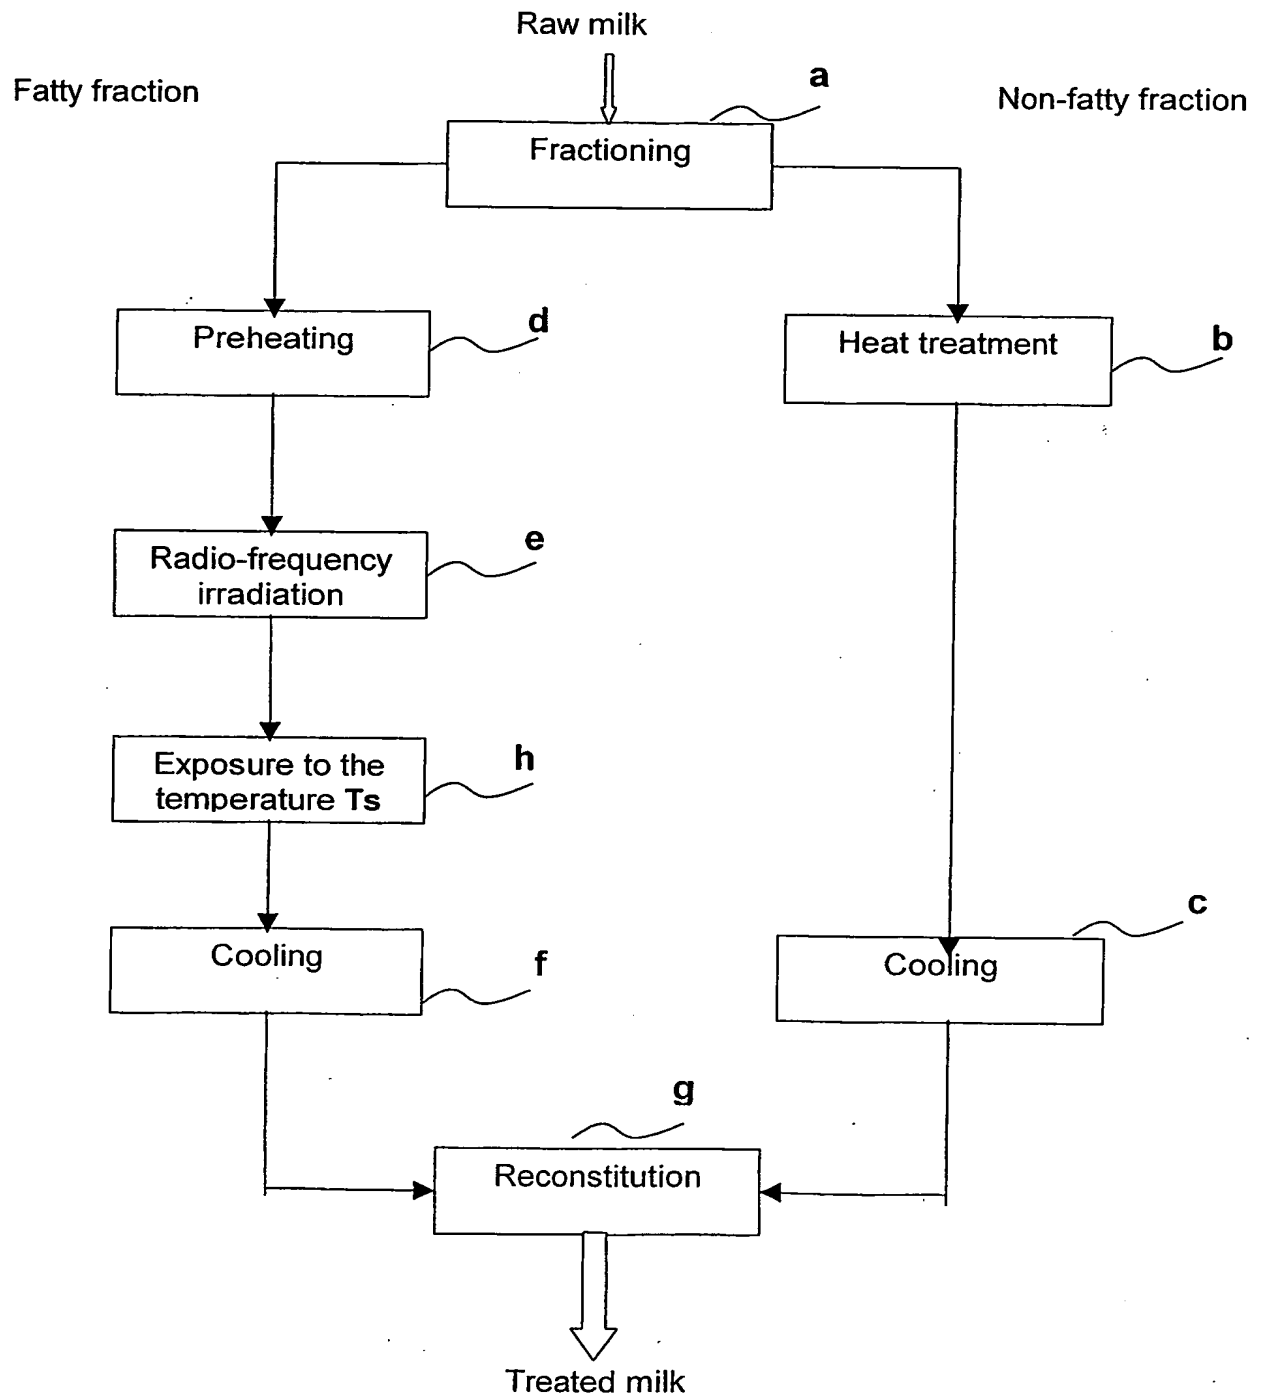 Raw milk
a
Fatty fraction
Non-fatty fraction
Fractioning
d
Preheating
b
Heat treatment
e
Radio-frequency
irradiation
h
Exposure to the
temperature Ts
c
Cooling
f
Cooling
g
Reconstitution
Treated milk